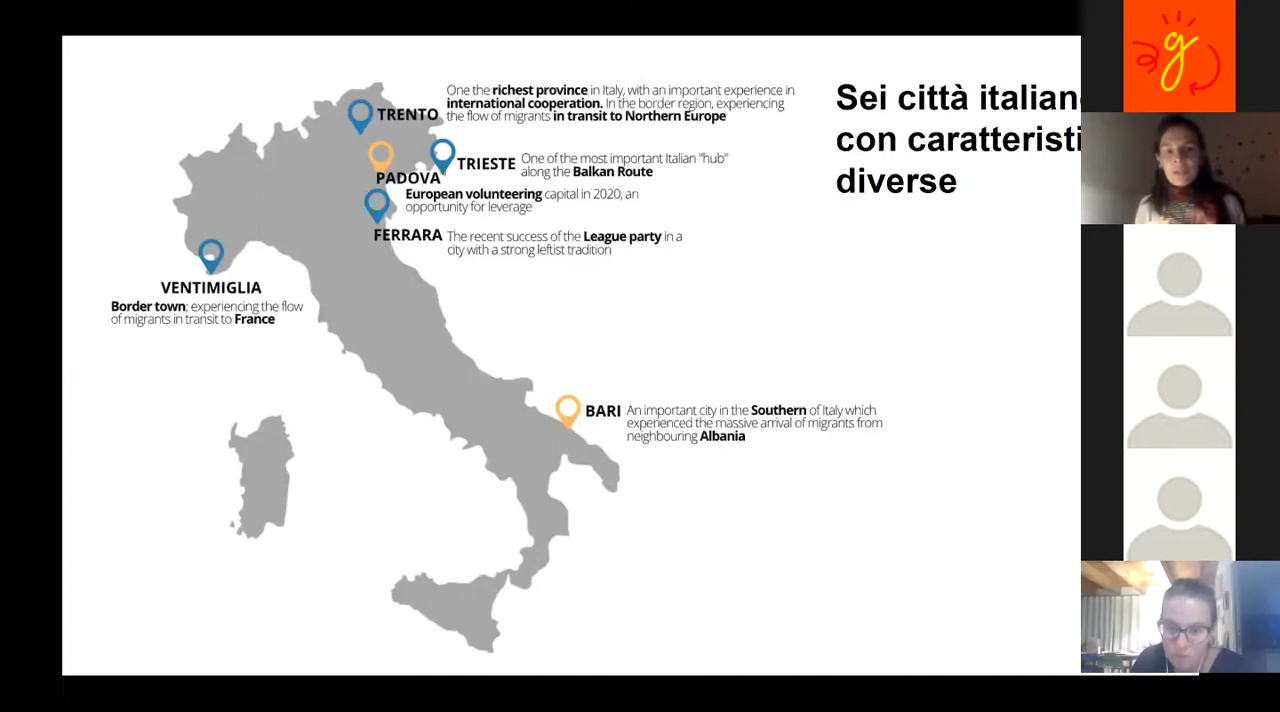 Sei città italian
con caratteristi
diverse
TRENTO
One the richest province in Italy, with an important experience in
international cooperation. In the border region, experiencing
the flow of migrants in transit to Northern Europe
TRIESTE
One of the most important Italian "hub"
along the Balkan Route
PADOVA
European volunteering capital in 2020, an
opportunity for leverage
FERRARA
The recent success of the League party in a
city with a strong leftist tradition
VENTIMIGLIA
Border town; experiencing the flow
of migrants in transit to France
BARI
An important city in the Southern of Italy which
experienced the massive arrival of migrants from
neighbouring Albania
g